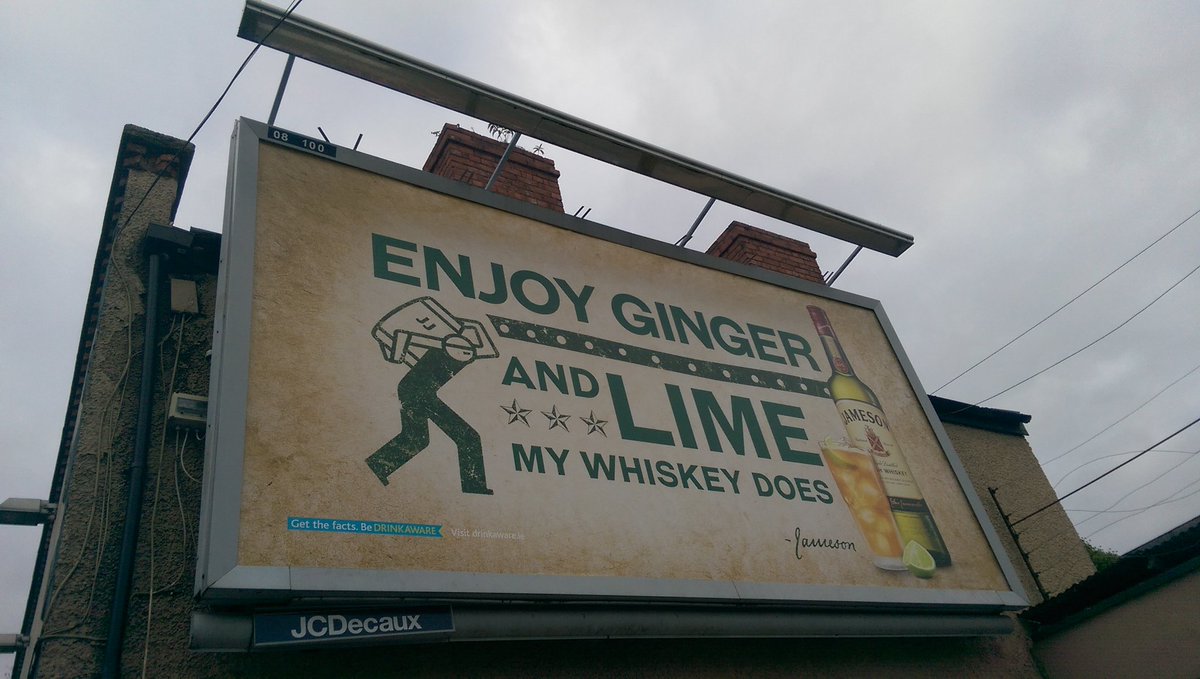 08 100
ENJOY GINGER
AND LIME
MY WHISKEY DOES
JAMESON
WHISKEY
Get the facts. Be DRINKAWARE
Visit drinkaware.ie
-Jameson
JCDecaux